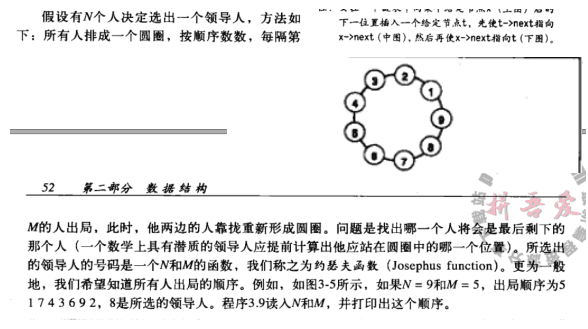 假设有N个人决定选出一个领导人，方法如
下：所有人排成一个圆圈，按顺序数数，每隔第
下一位置插入一个给定节点t，先使t->next指向
x->next（中图），然后再使x->next指向t（下图）。
3 2 1
4 9
5 8
6 7
52 第二部分 数据结构
拼吾爱
M的人出局，此时，他两边的人靠拢重新形成圆圈。问题是找出哪一个人将会是最后剩下的
那个人（一个数学上具有潜质的领导人应提前计算出他应站在圆圈中的哪一个位置）。所选出
的领导人的号码是一个N和M的函数，我们称之为约瑟夫函数（Josephus function）。更为一般
地，我们希望知道所有人出局的顺序。例如，如图3-5所示，如果N = 9和M = 5，出局顺序为5
1 7 4 3 6 9 2，8是所选的领导人。程序3.9读入N和M，并打印出这个顺序。